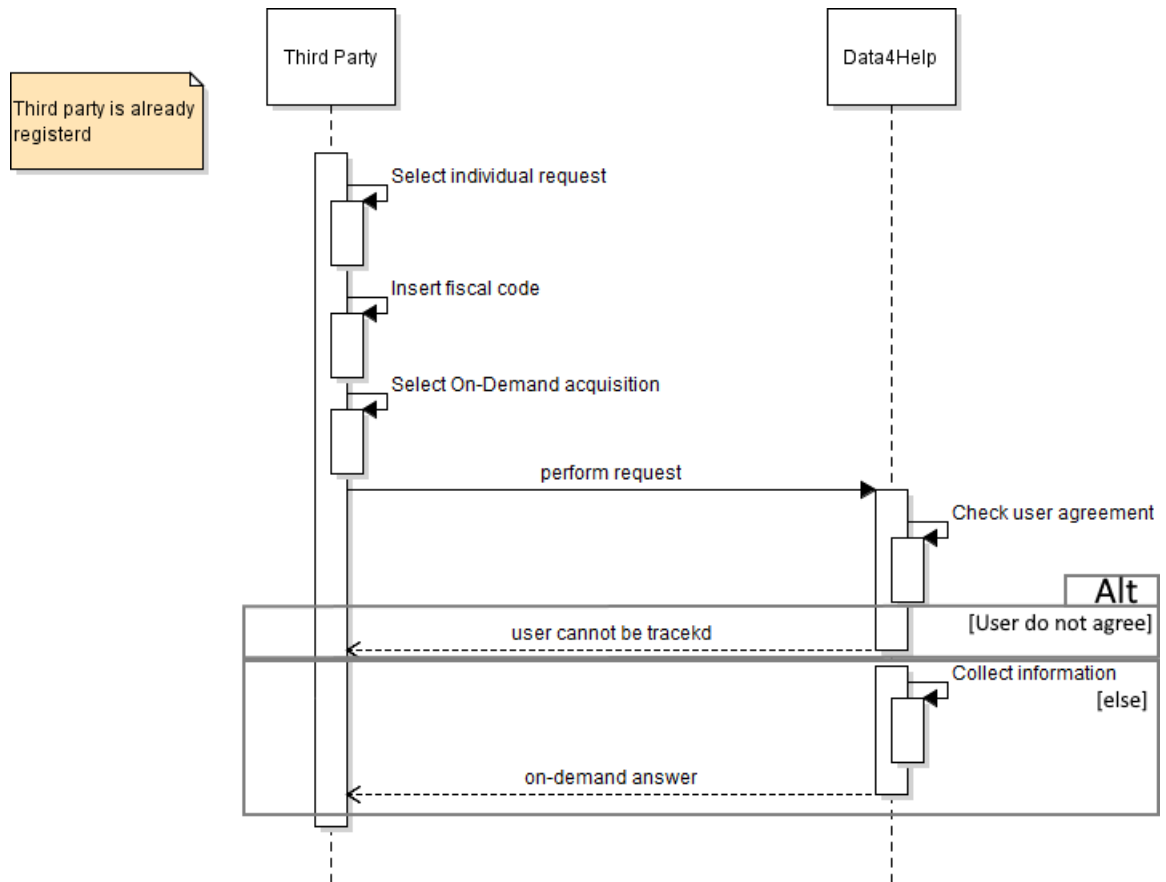 Third Party
Data4Help
Third party is already
registerd
Select individual request
Insert fiscal code
Select On-Demand acquisition
perform request
Check user agreement
Alt
[User do not agree]
user cannot be tracekd
Collect information
[else]
on-demand answer